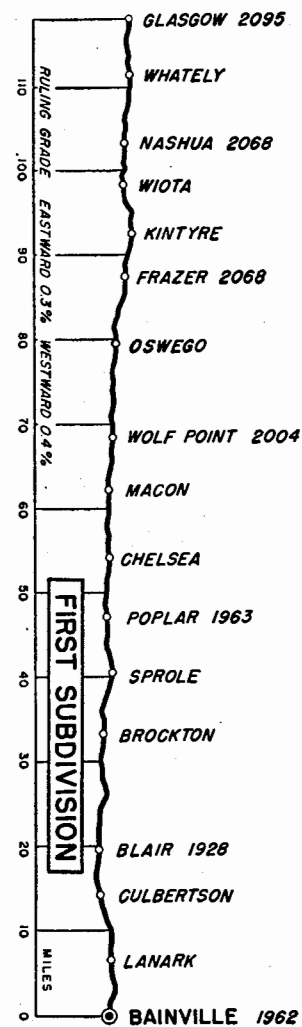 GLASGOW 2095
WHATELY
NASHUA 2068
WIOTA
KINTYRE
FRAZER 2068
OSWEGO
WOLF POINT 2004
MACON
CHELSEA
POPLAR 1963
SPROLE
BROCKTON
BLAIR 1928
CULBERTSON
LANARK
BAINVILLE 1962
110
100
90
80
70
60
50
40
30
20
10
0
MILES
RULING GRADE EASTWARD 0.3% WESTWARD 0.4%
FIRST SUBDIVISION